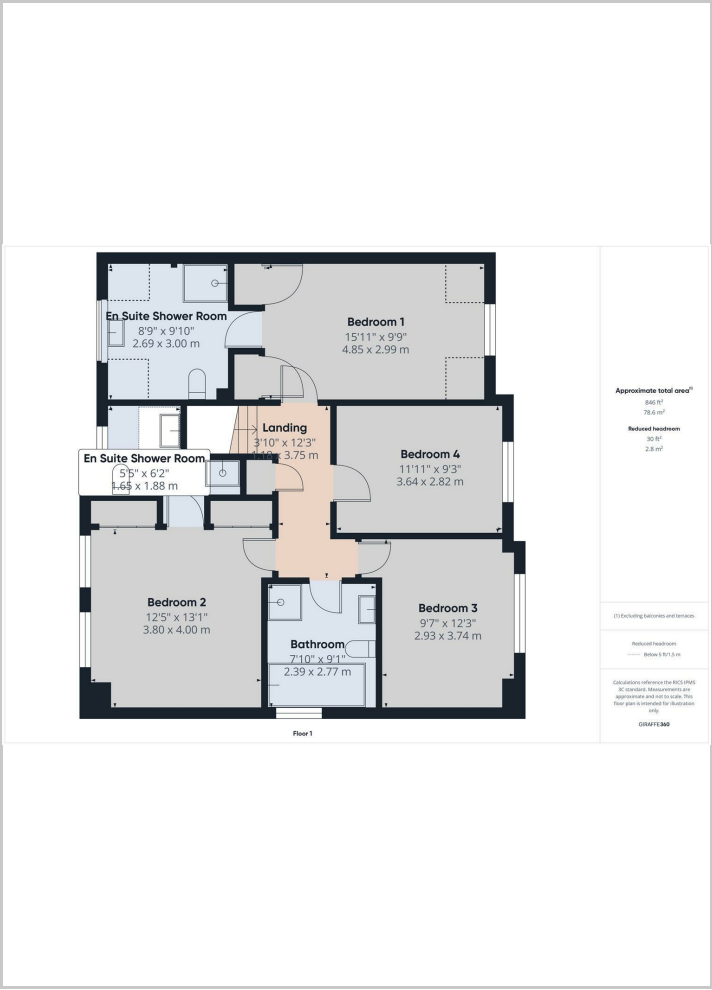 En Suite Shower Room
8'9" x 9'10"
2.69 x 3.00 m
Bedroom 1
15'11" x 9'9"
4.85 x 2.99 m
Landing
3'10" x 12'3"
1.18 x 3.75 m
Bedroom 4
11'11" x 9'3"
3.64 x 2.82 m
En Suite Shower Room
5'5" x 6'2"
1.65 x 1.88 m
Bedroom 2
12'5" x 13'1"
3.80 x 4.00 m
Bedroom 3
9'7" x 12'3"
2.93 x 3.74 m
Bathroom
7'10" x 9'1"
2.39 x 2.77 m
Floor 1
Approximate total area⁽¹⁾
846 ft²
78.6 m²
Reduced headroom
30 ft²
2.8 m²
(1) Excluding balconies and terraces
Reduced headroom
Below 5 ft/1.5 m
Calculations reference the RICS IPMS
3C standard. Measurements are
approximate and not to scale. This
floor plan is intended for illustration
only.
GIRAFFE360